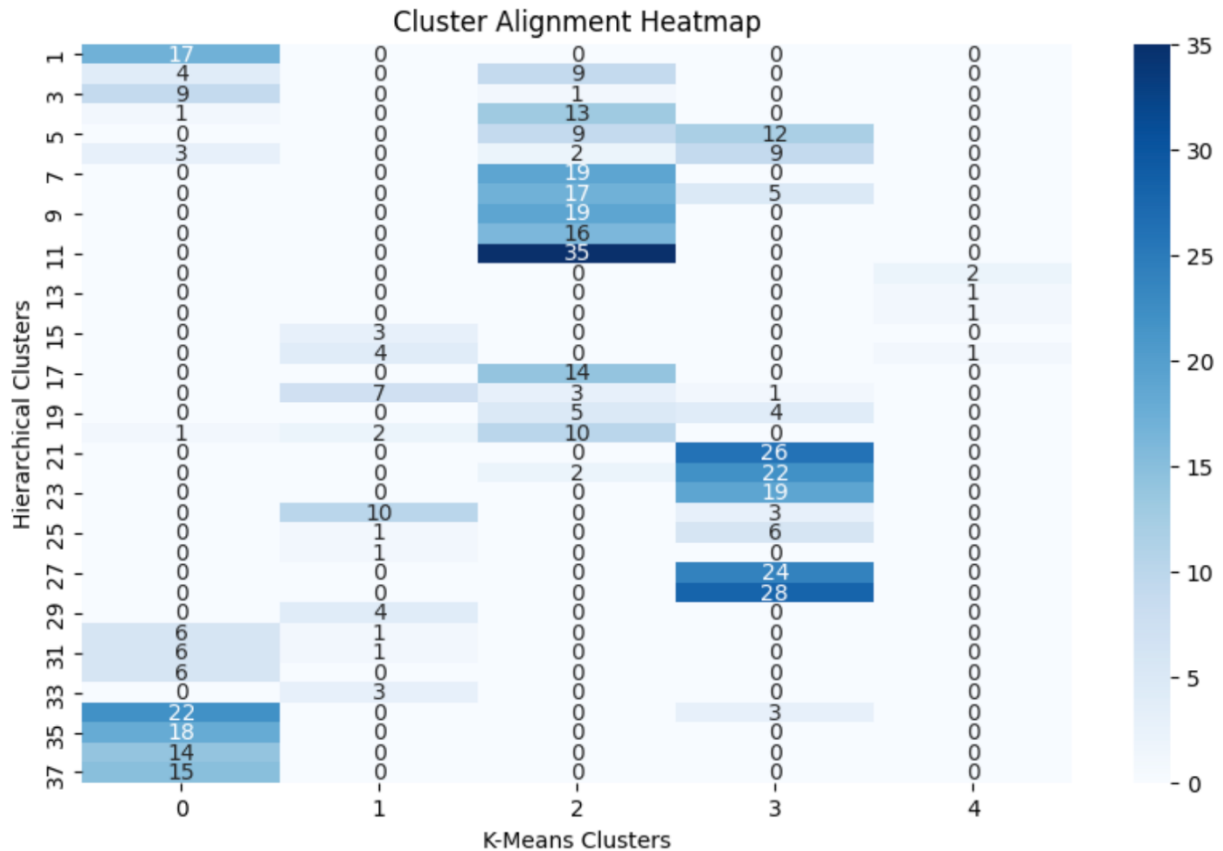 Cluster Alignment Heatmap
Hierarchical Clusters
1 17 0 0 0 0
4 0 9 0 0
3 9 0 1 0 0
1 0 13 0 0
5 0 0 9 12 0
3 0 2 9 0
7 0 0 19 0 0
0 0 17 5 0
9 0 0 19 0 0
0 0 16 0 0
11 0 0 35 0 0
0 0 0 0 2
13 0 0 0 0 1
0 0 0 0 1
15 0 3 0 0 0
0 4 0 0 1
17 0 0 14 0 0
0 7 3 1 0
19 0 0 5 4 0
1 2 10 0 0
21 0 0 0 26 0
0 0 2 22 0
23 0 0 0 19 0
0 10 0 3 0
25 0 1 0 6 0
0 1 0 0 0
27 0 0 0 24 0
0 0 0 28 0
29 0 4 0 0 0
6 1 0 0 0
31 6 1 0 0 0
6 0 0 0 0
33 0 3 0 0 0
22 0 0 3 0
35 18 0 0 0 0
14 0 0 0 0
37 15 0 0 0 0
0 1 2 3 4
K-Means Clusters
35
30
25
20
15
10
5
0